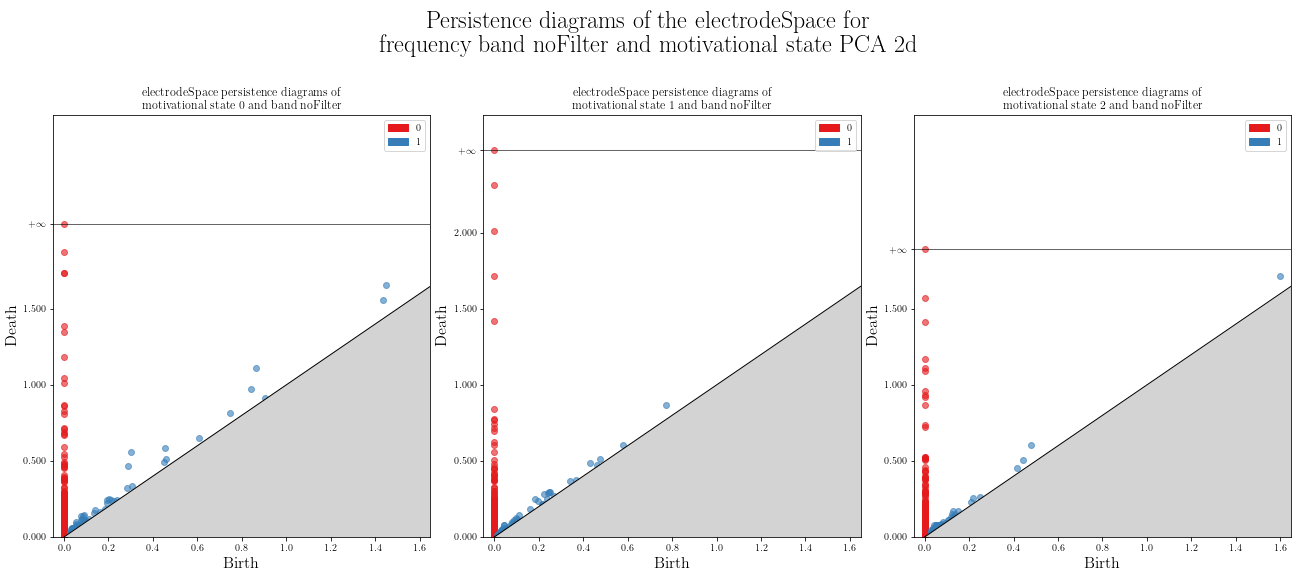 Persistence diagrams of the electrodeSpace for
frequency band noFilter and motivational state PCA 2d
electrodeSpace persistence diagrams of
motivational state 0 and band noFilter
0
1
+∞
1.500
1.000
0.500
0.000
Death
0.0 0.2 0.4 0.6 0.8 1.0 1.2 1.4 1.6
Birth
electrodeSpace persistence diagrams of
motivational state 1 and band noFilter
0
1
+∞
2.000
1.500
1.000
0.500
0.000
Death
0.0 0.2 0.4 0.6 0.8 1.0 1.2 1.4 1.6
Birth
electrodeSpace persistence diagrams of
motivational state 2 and band noFilter
0
1
+∞
1.500
1.000
0.500
0.000
Death
0.0 0.2 0.4 0.6 0.8 1.0 1.2 1.4 1.6
Birth